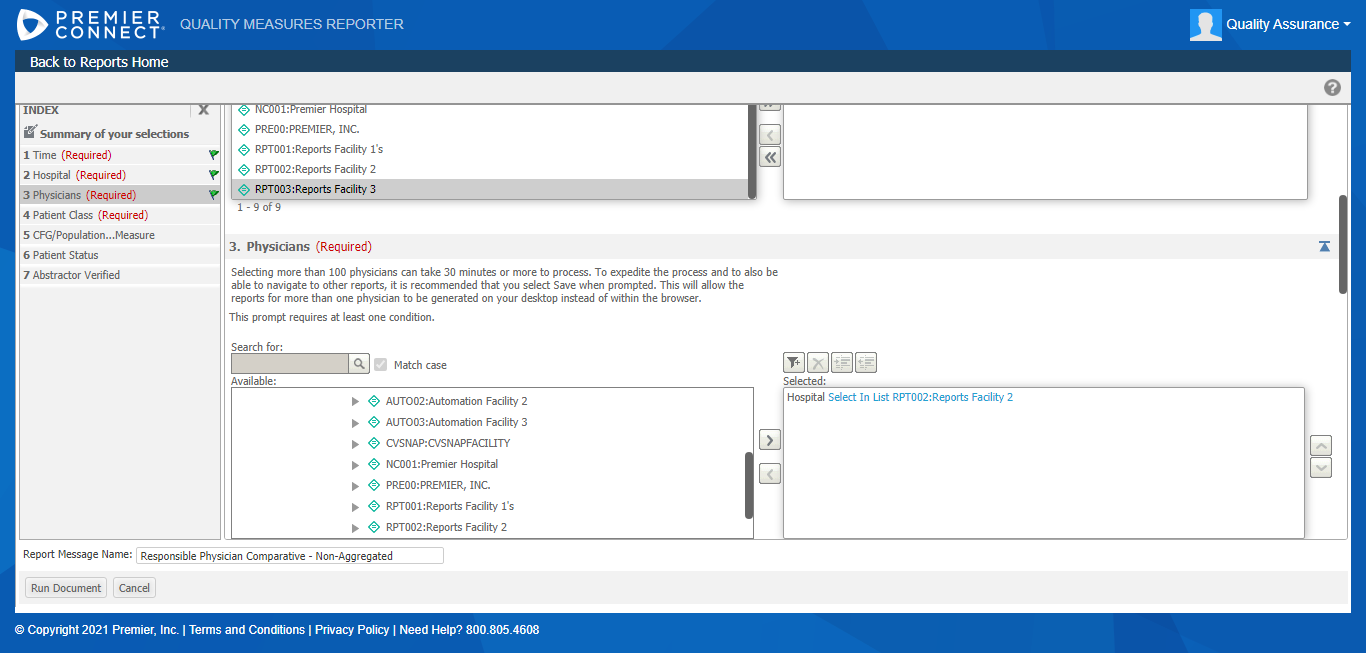 PREMIER
CONNECT
QUALITY MEASURES REPORTER
Quality Assurance
Back to Reports Home
INDEX
Summary of your selections
1 Time (Required)
2 Hospital (Required)
3 Physicians (Required)
4 Patient Class (Required)
5 CFG/Population...Measure
6 Patient Status
7 Abstractor Verified
NC001:Premier Hospital
PRE00:PREMIER, INC.
RPT001:Reports Facility 1's
RPT002:Reports Facility 2
RPT003:Reports Facility 3
1 - 9 of 9
3. Physicians (Required)
Selecting more than 100 physicians can take 30 minutes or more to process. To expedite the process and to also be
able to navigate to other reports, it is recommended that you select Save when prompted. This will allow the
reports for more than one physician to be generated on your desktop instead of within the browser.
This prompt requires at least one condition.
Search for:
Match case
Available:
AUTO02:Automation Facility 2
AUTO03:Automation Facility 3
CVSNAP:CVSNAPFACILITY
NC001:Premier Hospital
PRE00:PREMIER, INC.
RPT001:Reports Facility 1's
RPT002:Reports Facility 2
Selected:
Hospital Select In List RPT002:Reports Facility 2
Report Message Name: Responsible Physician Comparative - Non-Aggregated
Run Document Cancel
© Copyright 2021 Premier, Inc. | Terms and Conditions | Privacy Policy | Need Help? 800.805.4608